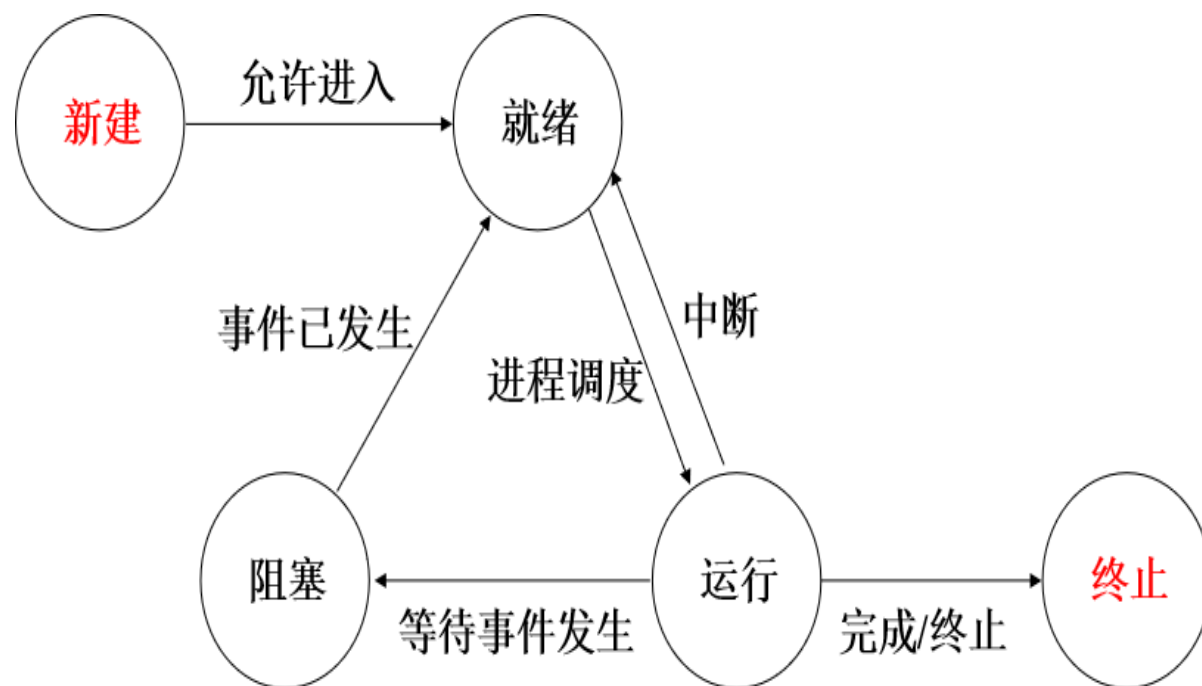 允许进入
新建
就绪
事件已发生
中断
进程调度
阻塞
运行
终止
等待事件发生
完成/终止